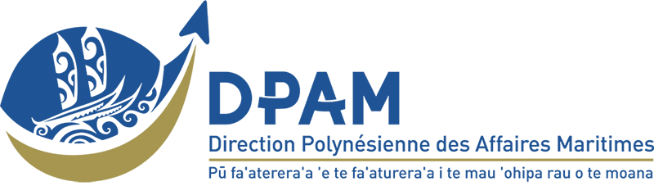 DPAM
Direction Polynésienne des Affaires Maritimes
Pū fa'aterera'a 'e te fa'aturera'a i te mau 'ohipa rau o te moana